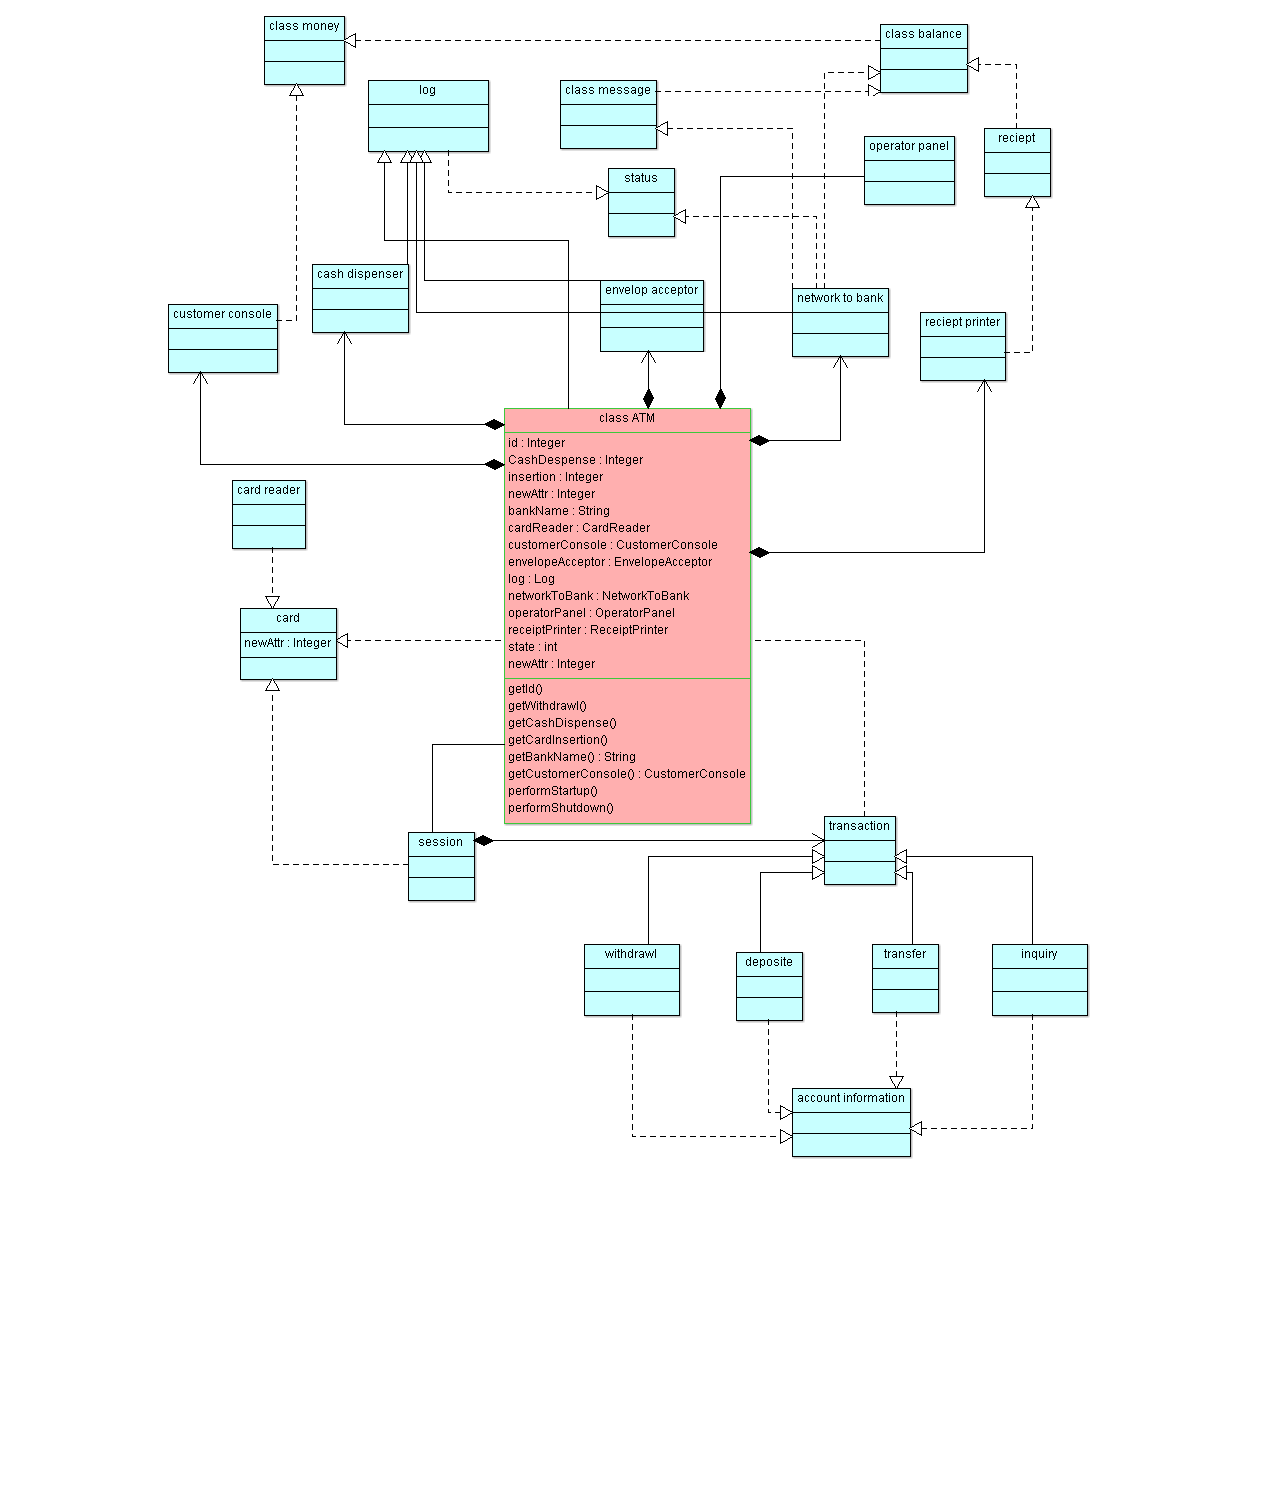 class money
class balance
log
class message
reciept
operator panel
status
cash dispenser
envelop acceptor
network to bank
customer console
reciept printer
class ATM
id : Integer
CashDespense : Integer
insertion : Integer
newAttr : Integer
bankName : String
cardReader : CardReader
customerConsole : CustomerConsole
envelopeAcceptor : EnvelopeAcceptor
log : Log
networkToBank : NetworkToBank
operatorPanel : OperatorPanel
receiptPrinter : ReceiptPrinter
state : int
newAttr : Integer
getId()
getWithdrawl()
getCashDispense()
getCardInsertion()
getBankName() : String
getCustomerConsole() : CustomerConsole
performStartup()
performShutdown()
card reader
card
newAttr : Integer
session
transaction
withdrawl
deposite
transfer
inquiry
account information